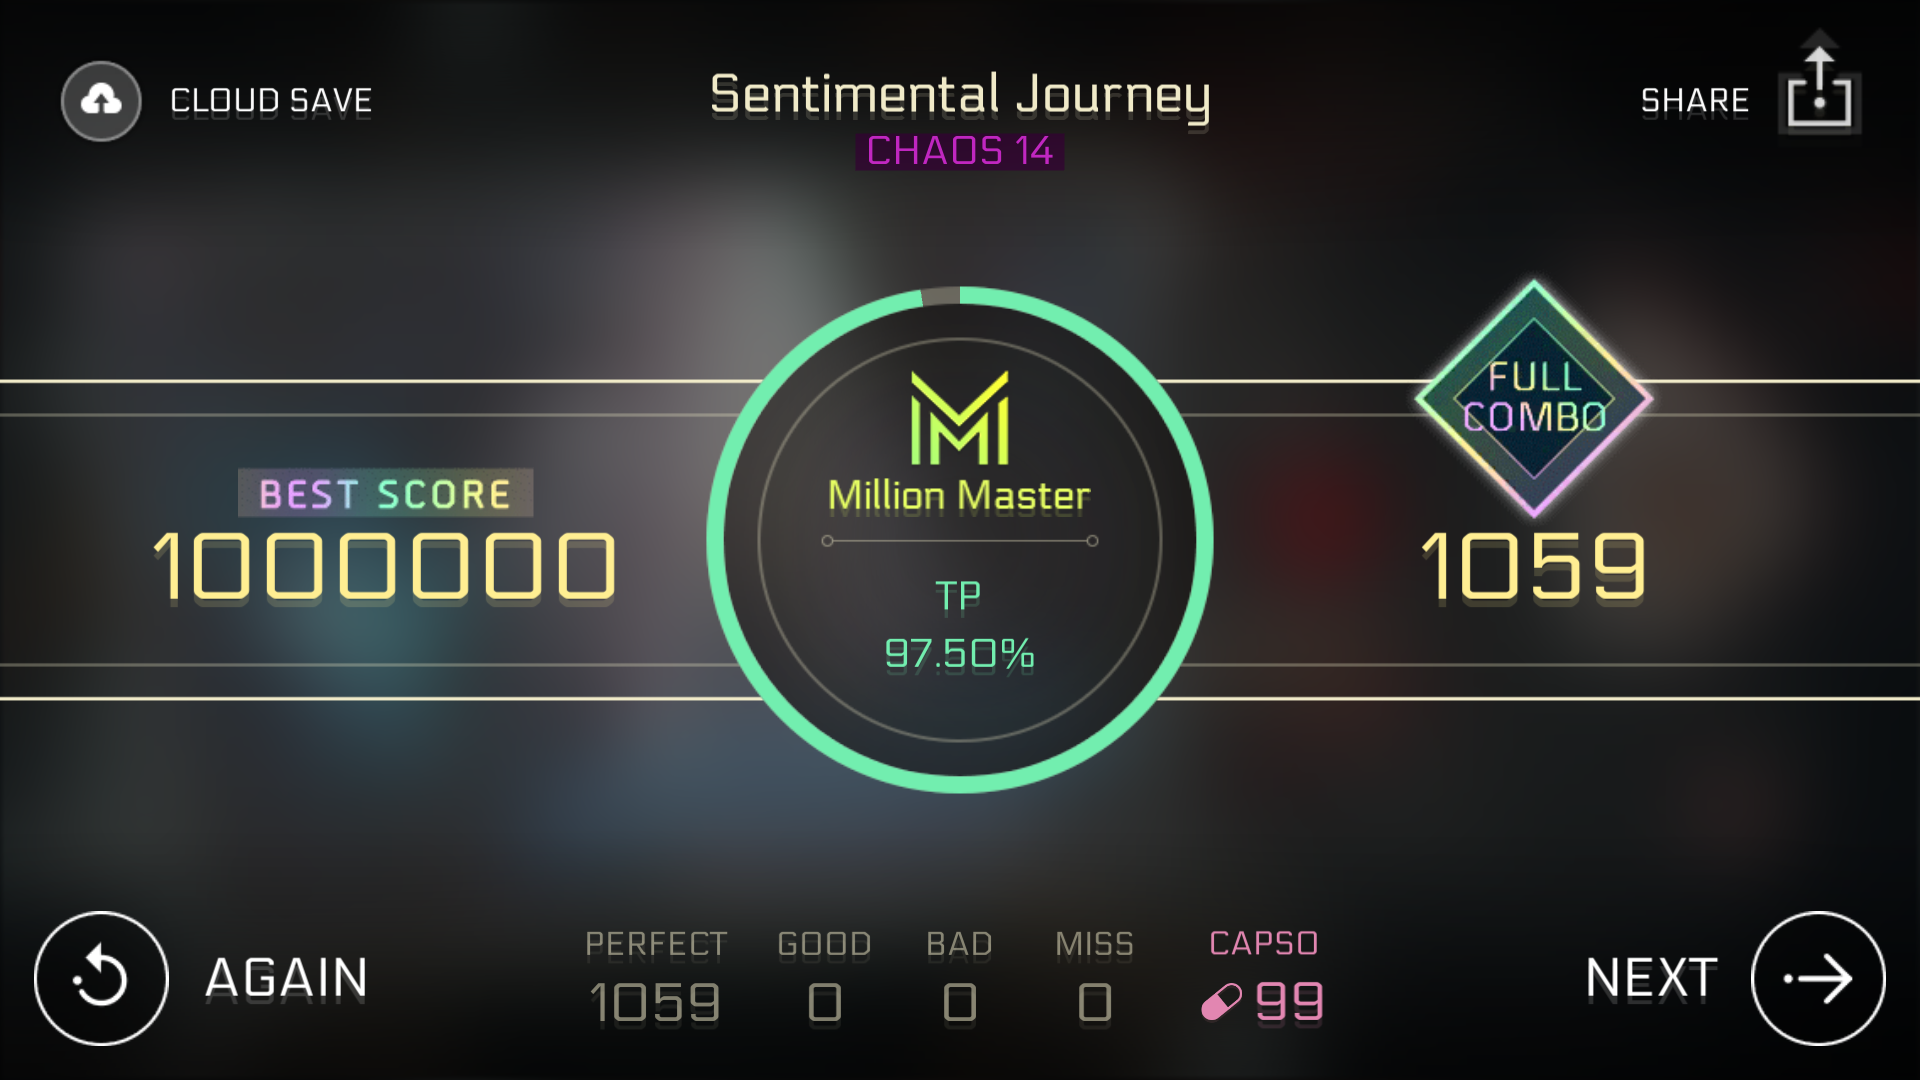 CLOUD SAVE
Sentimental Journey
SHARE
CHAOS 14
FULL
COMBO
Million Master
BEST SCORE
1000000
1059
TP
97.50%
AGAIN
PERFECT GOOD BAD MISS CAPSO
1059 0 0 0 99
NEXT